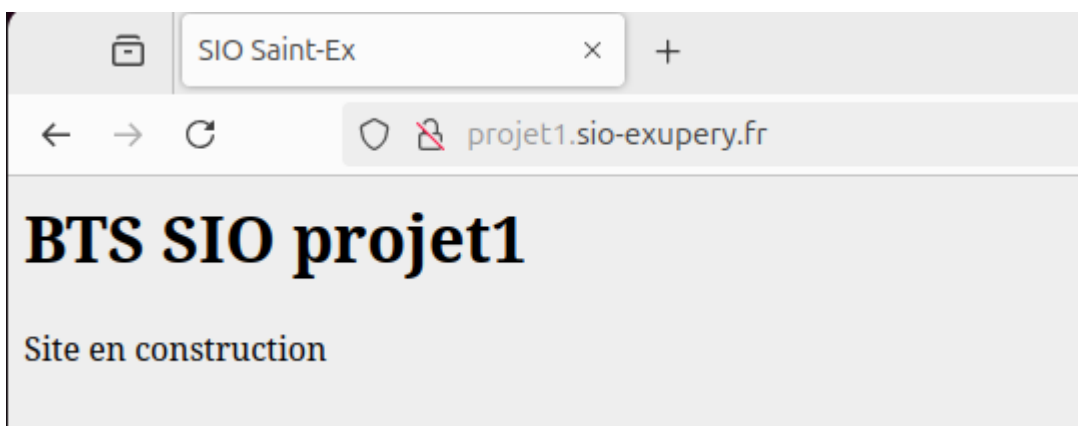 SIO Saint-Ex
projet1.sio-exupery.fr
BTS SIO projet1
Site en construction